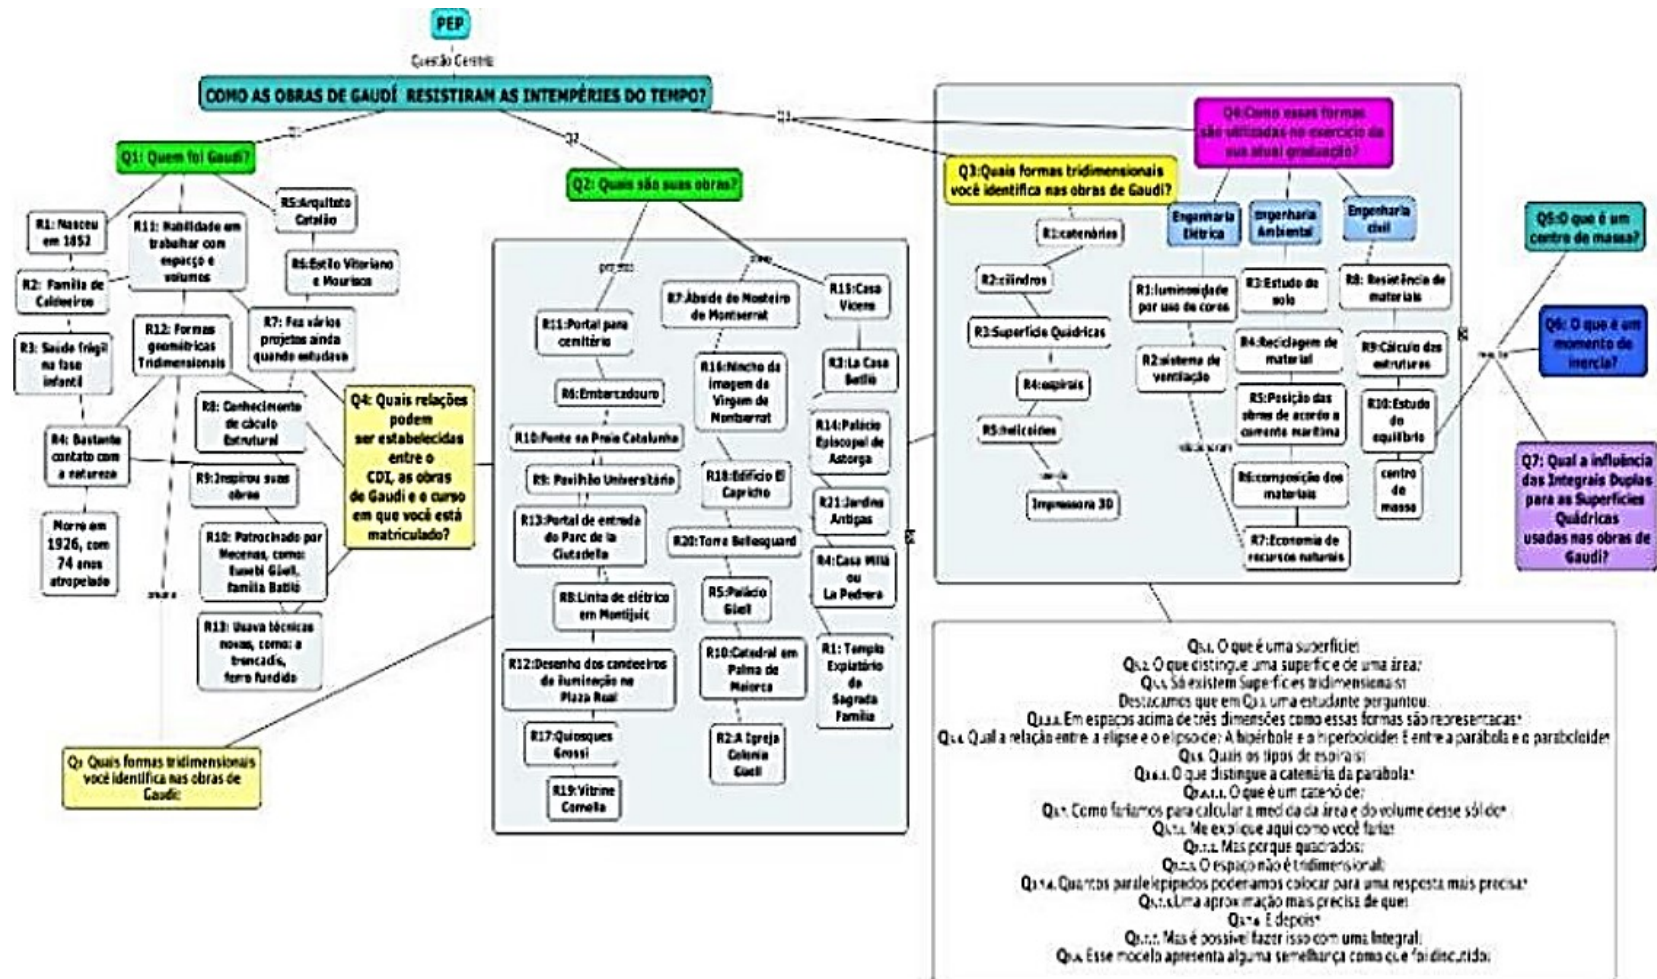 PEP
Questão Geratriz
COMO AS OBRAS DE GAUDÍ RESISTIRAM AS INTEMPÉRIES DO TEMPO?
Q1
Q2
Q1: Quem foi Gaudí?
R1: Nasceu
em 1852
R2: Família de
Caldeeiros
R3: Saúde frágil
na fase
infantil
R4: Bastante
contato com
a natureza
Morre em
1926, com
74 anos
atropelado
R11: Habilidade em
trabalhar com
espaço e
volumos
R12: Formas
geométricas
Tridimensionais
R5:Arquiteto
Catalão
R6:Estilo Vitoriano
e Mourisco
R7: Fez vários
projetos ainda
quando estudava
R8: Conhecimento
de cáculo
Estrutural
R9:Inspirou suas
obras
R10: Patrocinado por
Mecenas, como:
Eusebi Güell,
família Batlló
R13: Usava técnicas
novas, como: a
trencadís,
ferro fundido
Q4: Quais relações
podem
ser estabelecidas
entre o
CDI, as obras
de Gaudi e o curso
em que você está
matriculado?
Quais formas tridimensionais
você identifica nas obras de
Gaudí
Q2: Quais são suas obras?
R11:Portal para
cemitério
R6:Embarcadouro
R10:Fonte na Praia Catalunha
R9: Pavilhão Universitário
R13:Portal de entrada
do Parc de la
Ciutadella
R8:Linha de elétrico
em Montjuic
R12:Desenho dos candeeiros
de iluminação na
Plaza Real
R17:Quiosques
Grossi
R19:Vitrine
Comella
R7:Ábside do Mosteiro
de Montserrat
R16:Nincho da
imagem da
Virgem de
Montserrat
R18:Edifício El
Capricho
R20:Torre Bellesguard
R5:Palácio
Güell
R10:Catedral em
Palma de
Maiorca
R2:A Igreja
Colonia
Güell
R15:Casa
Vicens
R3:La Casa
Batlló
R14:Palácio
Episcopal de
Astorga
R21:Jardins
Antigas
R4:Casa Millà
ou
La Pedrera
R1: Templo
Expiatório da
Sagrada
Família
Q3:Quais formas tridimensionais
você identifica nas obras de Gaudí?
R1:catenárias
R2:cilindros
R3:Superfície Quádricas
R4:espirais
R5:helicoides
Impressora 3D
Q4:Como essas formas
são utilizadas no exercício da
sua atual graduação?
Engenharia
Elétrica
R1:luminosidade
por uso de cores
R2:sistema de
ventilação
Engenharia
Ambiental
R3:Estudo do
solo
R4:Reciclagem de
material
R5:Posição das
obras de acordo a
corrente marítima
R6:composição dos
materiais
R7:Economia de
recursos naturais
Engenharia
civil
R8: Resistência de
materiais
R9:Cálculo das
estruturas
R10:Estudo
do
equilíbrio
centro
de
massa
Q5:O que é um
centro de massa?
Q6: O que é um
momento de
inercia?
Q7: Qual a influência
das Integrais Duplas
para as Superfícies
Quádricas
usadas nas obras de
Gaudí?
O que é uma superfície
O que distingue uma superfície de uma área
Só existem Superfícies tridimensionais
Destacamos que em uma estudante perguntou
Em espaços acima de três dimensões como essas formas são representadas
Qual a relação entre a elipse e o elipsoide A hipérbole e o hiperboloide E entre a parábola e o paraboloide
Quais os tipos de espirais
O que distingue a catenária da parábola
O que é um
Como faríamos para calcular a medida da área e do volume desse sólido
Me explique aqui como você faria
Mas porque quadrados
O espaço não é tridimensional
Quantos paralelepípedos poderíamos colocar para uma resposta mais precisa
Uma aproximação mais precisa de que
E depois
Mas é possível fazer isso com uma Integral
Esse modelo apresenta alguma semelhança como que foi discutido